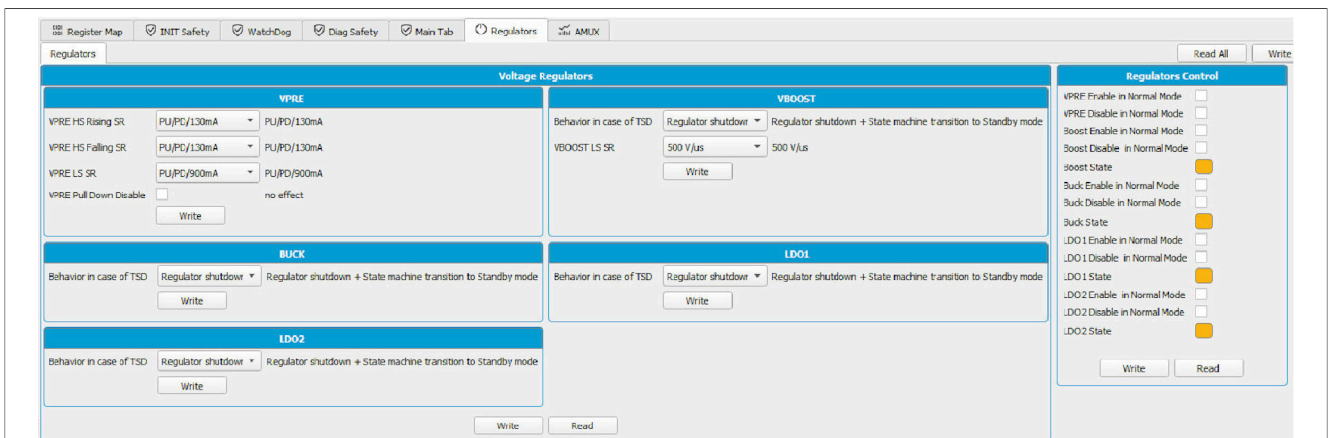 Register Map INIT Safety WatchDog Diag Safety Main Tab Regulators AMUX
Regulators Read All Write
Voltage Regulators
VPRE
VPRE HS Rising SR PU/PD/130mA PU/PD/130mA
VPRE HS Falling SR PU/PD/130mA PU/PD/130mA
VPRE LS SR PU/PD/900mA PU/PD/900mA
VPRE Pull Down Disable no effect
Write
VBOOST
Behavior in case of TSD Regulator shutdowr Regulator shutdown + State machine transition to Standby mode
VBOOST LS SR 500 V/us 500 V/us
Write
BUCK
Behavior in case of TSD Regulator shutdowr Regulator shutdown + State machine transition to Standby mode
Write
LDO1
Behavior in case of TSD Regulator shutdowr Regulator shutdown + State machine transition to Standby mode
Write
LDO2
Behavior in case of TSD Regulator shutdowr Regulator shutdown + State machine transition to Standby mode
Write
Write Read
Regulators Control
VPRE Enable in Normal Mode
VPRE Disable in Normal Mode
Boost Enable in Normal Mode
Boost Disable in Normal Mode
Boost State
Buck Enable in Normal Mode
Buck Disable in Normal Mode
Buck State
LDO1 Enable in Normal Mode
LDO1 Disable in Normal Mode
LDO1 State
LDO2 Enable in Normal Mode
LDO2 Disable in Normal Mode
LDO2 State
Write Read